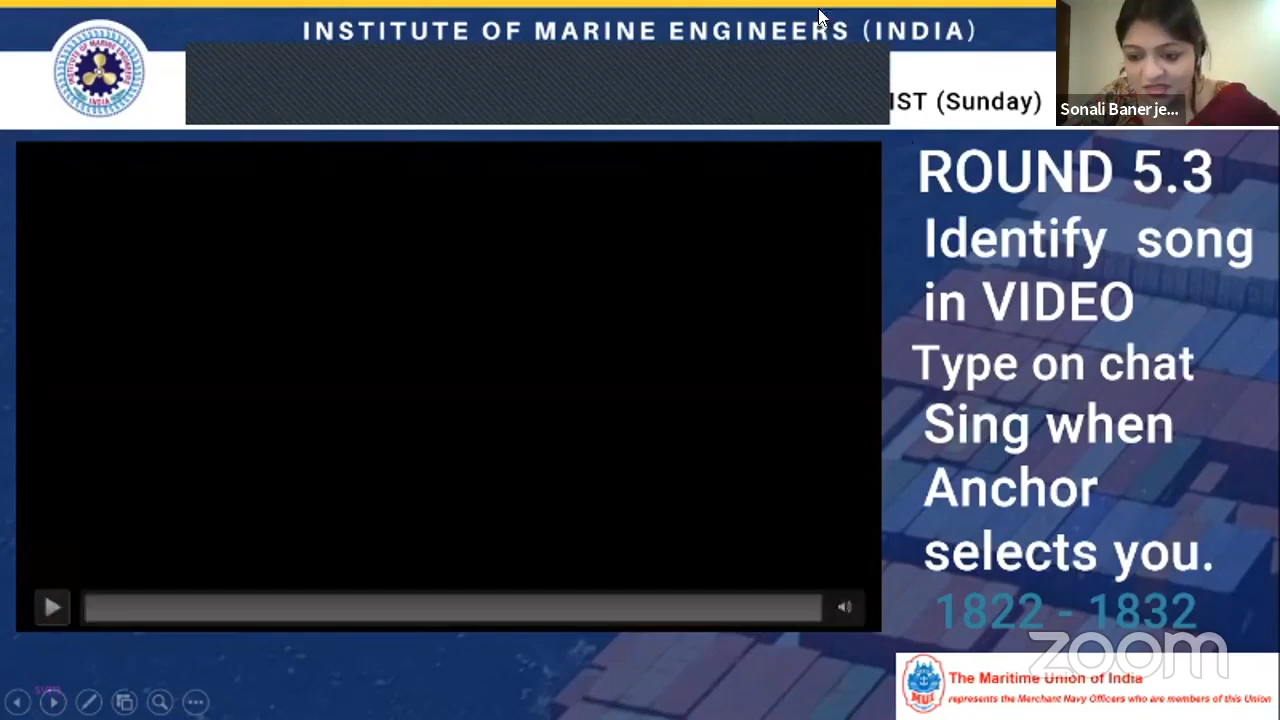 INSTITUTE OF MARINE ENGINEERS (INDIA)
IST (Sunday)
Sonali Banerje...
ROUND 5.3
Identify song
in VIDEO
Type on chat
Sing when
Anchor
selects you.
1822 - 1832
zoom
The Maritime Union of India
represents the Merchant Navy Officers who are members of this Union
MUI